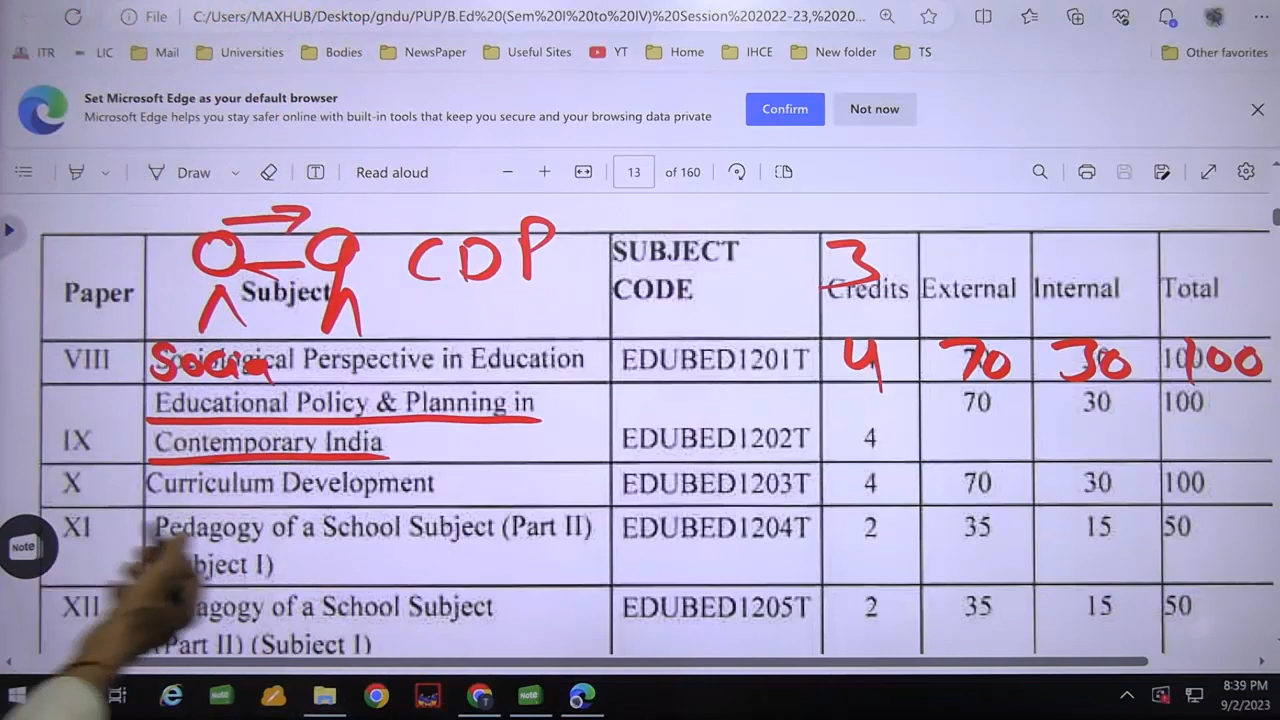 File C:/Users/MAXHUB/Desktop/gndu/PUP/B.Ed%20(Sem%20I%20to%20IV)%20Session%202022-23,%2020...
ITR LIC Mail Universities Bodies NewsPaper Useful Sites YT Home IHCE New folder TS Other favorites
Set Microsoft Edge as your default browser
Microsoft Edge helps you stay safer online with built-in tools that keep you secure and your browsing data private
Confirm Not now
Draw Read aloud 13 of 160
CDP
3
Paper Subject SUBJECT CODE Credits External Internal Total
VIII Sociological Perspective in Education EDUBED1201T 4 70 30 100
Socia 4 70 30 100
Educational Policy & Planning in 70 30 100
IX Contemporary India EDUBED1202T 4
X Curriculum Development EDUBED1203T 4 70 30 100
XI Pedagogy of a School Subject (Part II) EDUBED1204T 2 35 15 50
I)
XII of a School Subject EDUBED1205T 2 35 15 50
(Part II) (Subject I)
Note
Note Note
8:39 PM
9/2/2023